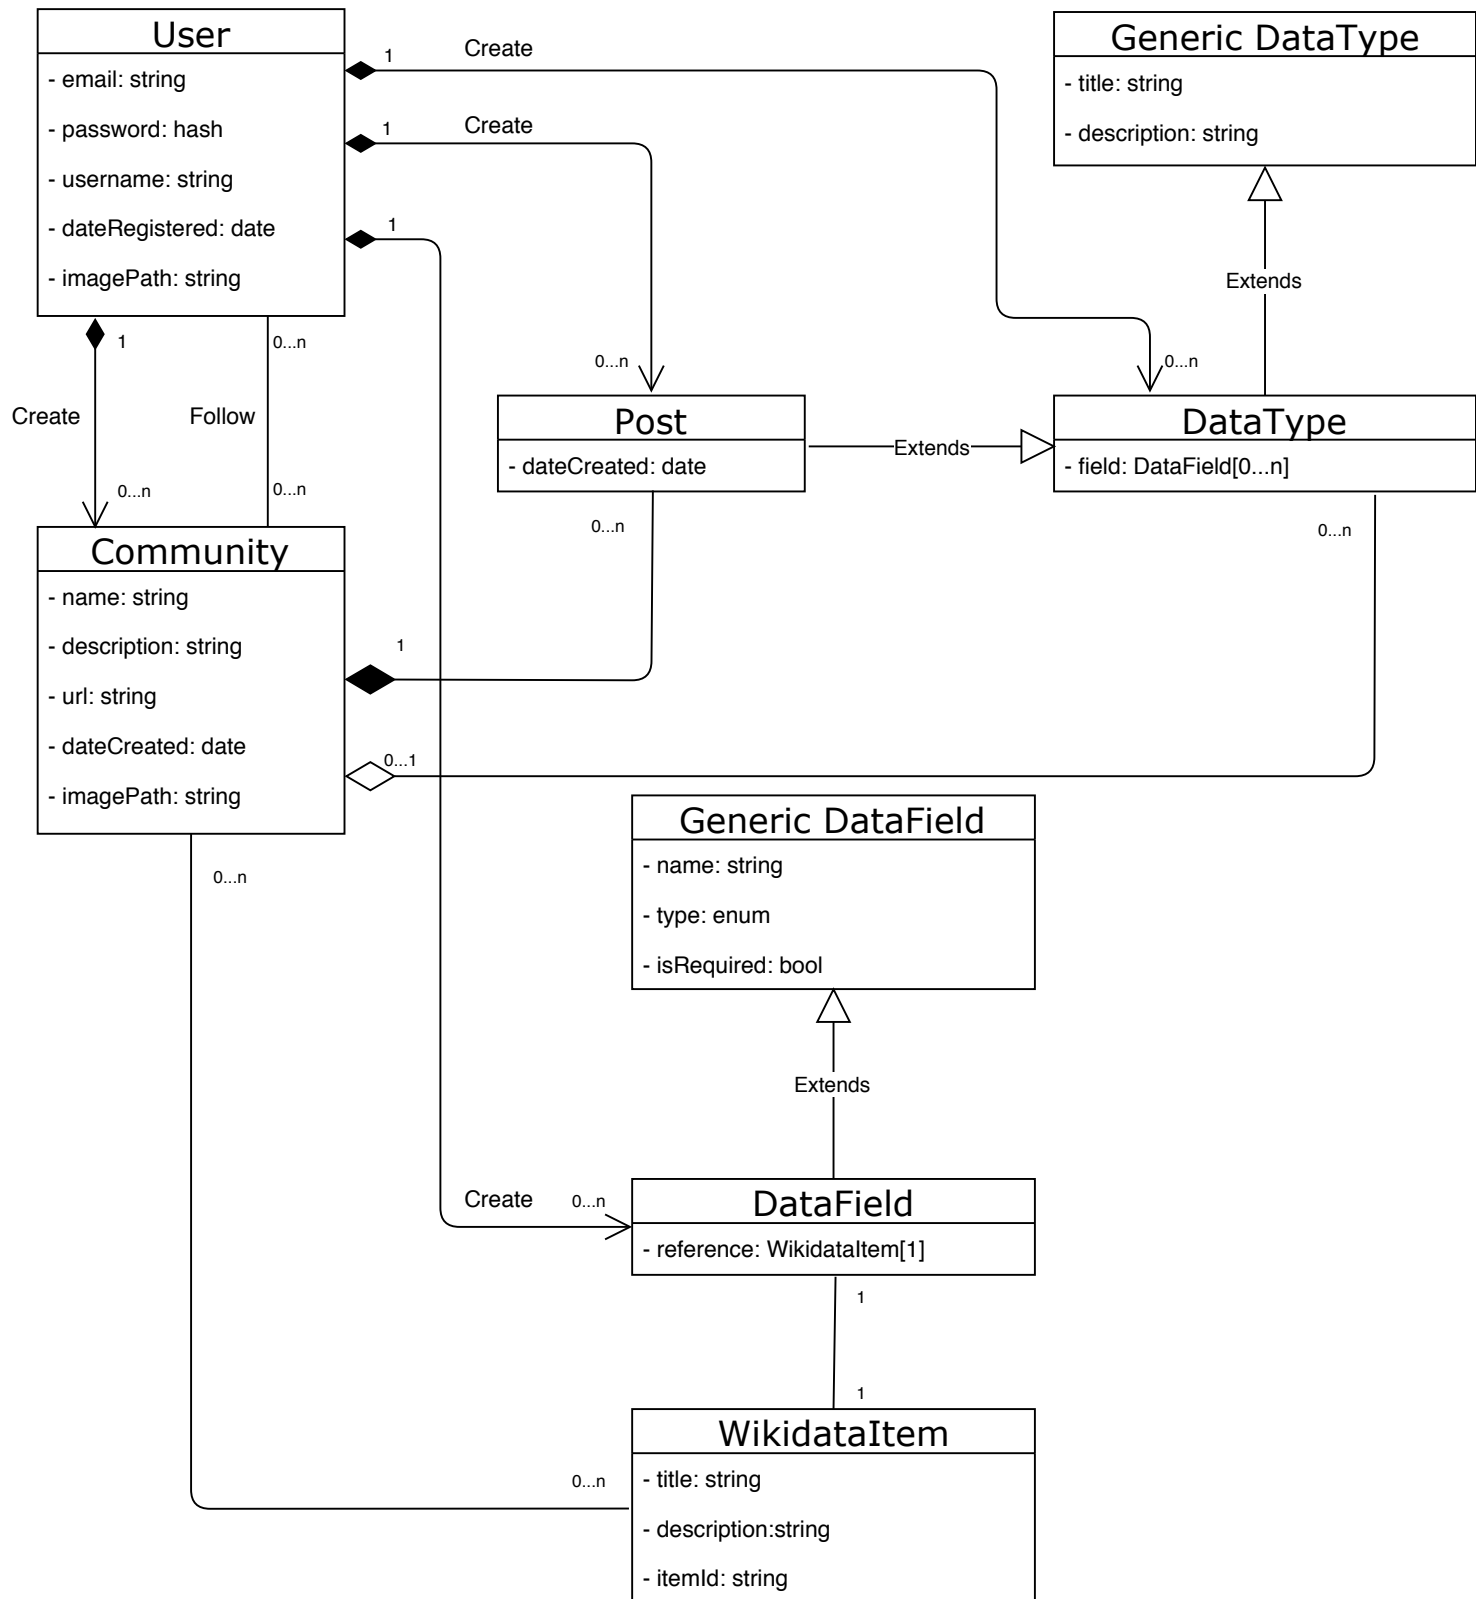 User
- email: string
- password: hash
- username: string
- dateRegistered: date
- imagePath: string
1
Create
1
Create
1
Generic DataType
- title: string
- description: string
Extends
1
0...n
Create
Follow
0...n
0...n
0...n
0...n
Post
- dateCreated: date
Extends
DataType
- field: DataField[0...n]
0...n
0...n
Community
- name: string
- description: string
- url: string
- dateCreated: date
- imagePath: string
1
0...1
0...n
Generic DataField
- name: string
- type: enum
- isRequired: bool
Extends
Create
0...n
DataField
- reference: WikidataItem[1]
1
1
0...n
WikidataItem
- title: string
- description:string
- itemId: string